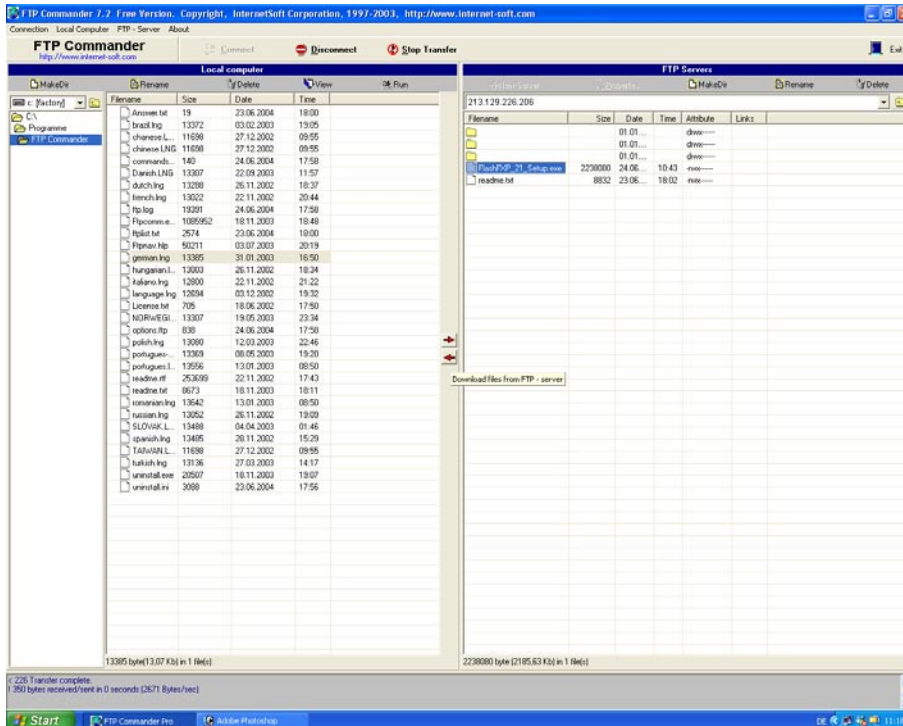 FTP Commander 7.2 Free Version. Copyright, InternetSoft Corporation, 1997-2003, http://www.internet-soft.com
Connection Local Computer FTP - Server About
FTP Commander
http://www.internet-soft.com
Connect
Disconnect
Stop Transfer
Exit
Local computer
MakeDir Rename Delete View Run
c: [factory]
C:\
Programme
FTP Commander
Filename Size Date Time
Answer.txt 19 23.06.2004 18:00
brazil.lng 13372 03.02.2003 19:05
chanese.L... 11698 27.12.2002 09:55
chinese.LNG 11698 27.12.2002 09:55
commands... 140 24.06.2004 17:58
Danish.LNG 13307 22.09.2003 11:57
dutch.lng 13288 26.11.2002 18:37
french.lng 13022 22.11.2002 20:44
ftp.log 19391 24.06.2004 17:58
Ftpcomm.e... 1085952 18.11.2003 18:48
ftplist.txt 2574 23.06.2004 18:00
Ftpnav.hlp 50211 03.07.2003 20:19
german.lng 13385 31.01.2003 16:50
hungarian.l... 13003 26.11.2002 18:34
italiano.lng 12800 22.11.2002 21:22
language.lng 12694 03.12.2002 19:32
License.txt 705 18.06.2002 17:50
NORWEGI... 13307 19.05.2003 23:34
options.ftp 838 24.06.2004 17:58
polish.lng 13080 12.03.2003 22:46
portugues-... 13369 08.05.2003 19:20
portugues.l... 13556 13.01.2003 08:50
readme.rtf 253699 22.11.2002 17:43
readme.txt 8673 18.11.2003 18:11
romanian.lng 13642 13.01.2003 08:50
russian.lng 13052 26.11.2002 19:09
SLOVAK.L... 13488 04.04.2003 01:46
spanish.lng 13485 28.11.2002 15:29
TAIWAN.L... 11698 27.12.2002 09:55
turkish.lng 13136 27.03.2003 14:17
uninstall.exe 20507 18.11.2003 19:07
uninstall.ini 3088 23.06.2004 17:56
13385 byte(13,07 Kb) in 1 file(s)
Download files from FTP - server
FTP Servers
MakeDir Rename Delete
213.129.226.206
Filename Size Date Time Attribute Links
01.01.... drwx------
01.01.... drwx------
01.01.... drwx------
FlashFXP_21_Setup.exe 2238080 24.06.... 10:43 -rwx------
readme.txt 8832 23.06.... 18:02 -rwx------
2238080 byte (2185,63 Kb) in 1 file(s)
< 226 Transfer complete.
! 350 bytes received/sent in 0 seconds (2671 Bytes/sec)
Start
FTP Commander Pro
Adobe Photoshop
DE